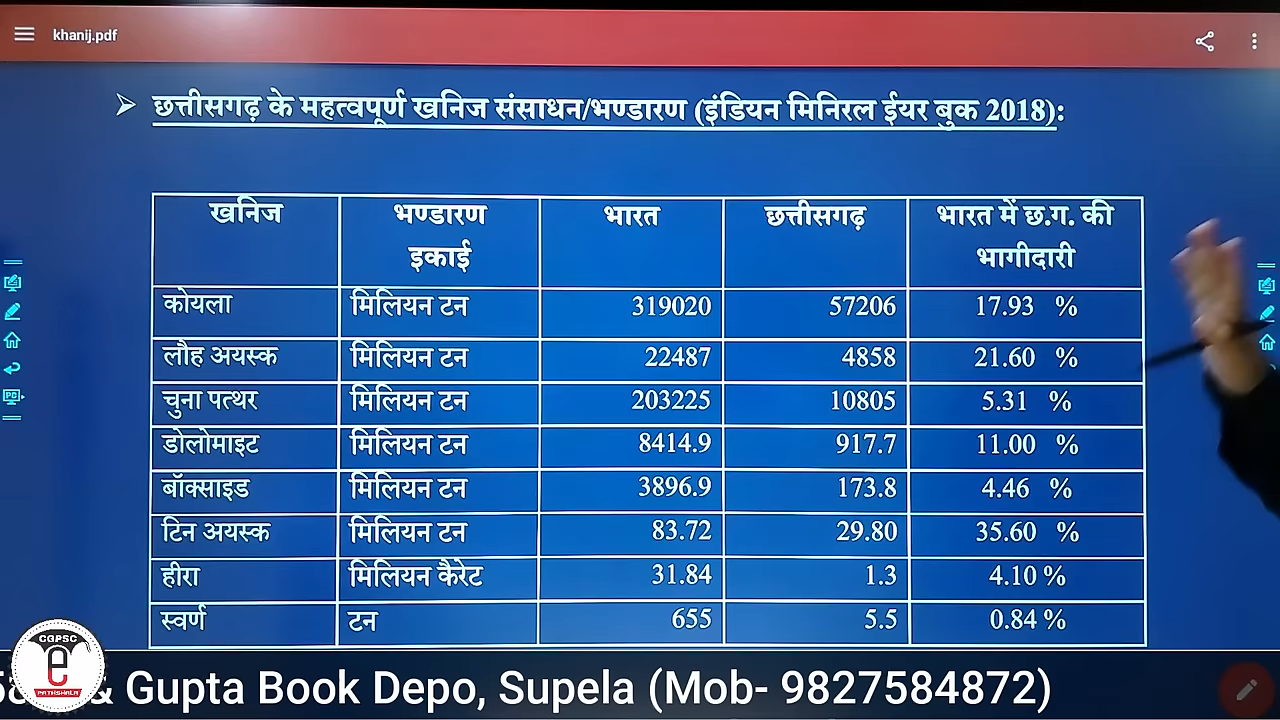 khanij.pdf
➤ छत्तीसगढ़ के महत्वपूर्ण खनिज संसाधन/भण्डारण (इंडियन मिनिरल ईयर बुक 2018):
खनिज भण्डारण इकाई भारत छत्तीसगढ़ भारत में छ.ग. की भागीदारी
कोयला मिलियन टन 319020 57206 17.93 %
लौह अयस्क मिलियन टन 22487 4858 21.60 %
चुना पत्थर मिलियन टन 203225 10805 5.31 %
डोलोमाइट मिलियन टन 8414.9 917.7 11.00 %
बॉक्साइड मिलियन टन 3896.9 173.8 4.46 %
टिन अयस्क मिलियन टन 83.72 29.80 35.60 %
हीरा मिलियन कैरेट 31.84 1.3 4.10 %
स्वर्ण टन 655 5.5 0.84 %
CGPSC
e
PATHSHALA
& Gupta Book Depo, Supela (Mob- 9827584872)